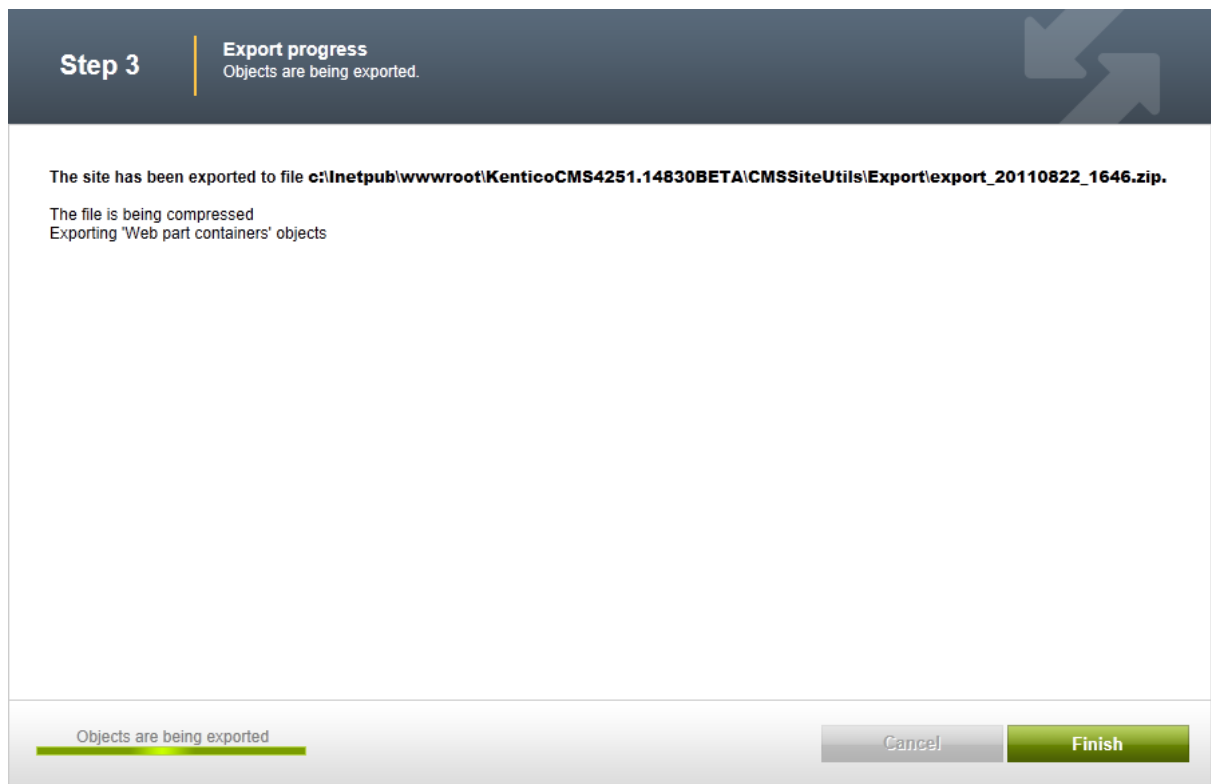 Step 3
Export progress
Objects are being exported.
The site has been exported to file c:\Inetpub\wwwroot\KenticoCMS4251.14830BETA\CMSSiteUtils\Export\export_20110822_1646.zip.
The file is being compressed
Exporting 'Web part containers' objects
Objects are being exported
Cancel
Finish